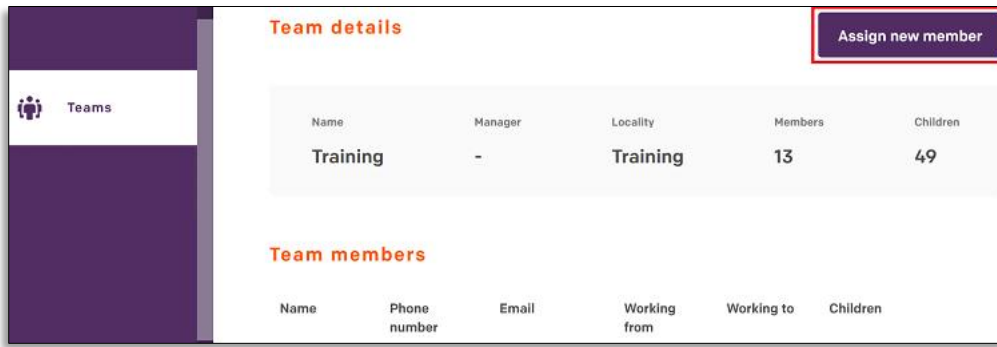 Team details
Assign new member
Teams
Name Manager Locality Members Children
Training - Training 13 49
Team members
Name Phone number Email Working from Working to Children